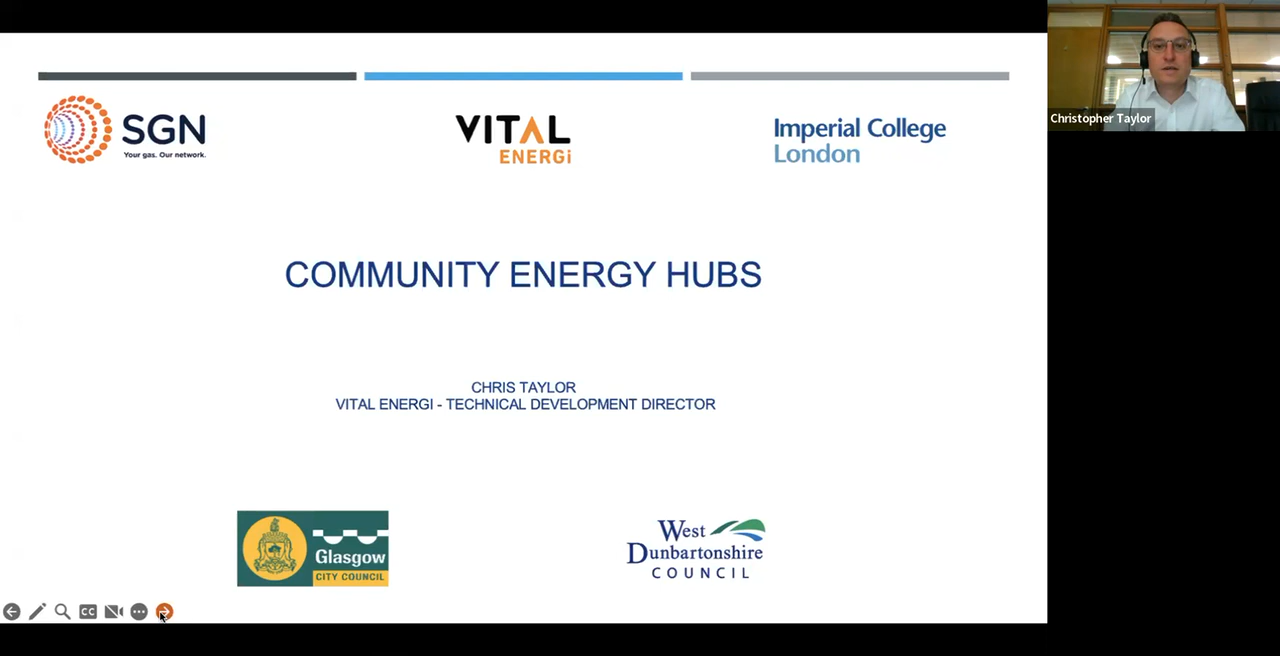 SGN
Your gas. Our network.
VITAL
ENERGi
Imperial College
London
Christopher Taylor
COMMUNITY ENERGY HUBS
CHRIS TAYLOR
VITAL ENERGI - TECHNICAL DEVELOPMENT DIRECTOR
Glasgow
CITY COUNCIL
West
Dunbartonshire
COUNCIL
CC